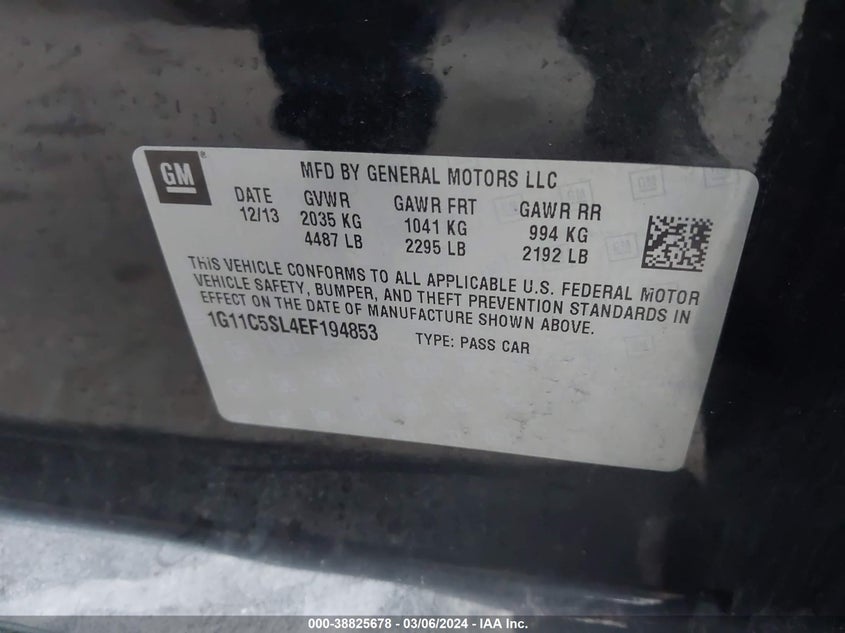 GM®
MFD BY GENERAL MOTORS LLC
DATE GVWR GAWR FRT GAWR RR
12/13 2035 KG 1041 KG 994 KG
4487 LB 2295 LB 2192 LB
THIS VEHICLE CONFORMS TO ALL APPLICABLE U.S. FEDERAL MOTOR
VEHICLE SAFETY, BUMPER, AND THEFT PREVENTION STANDARDS IN
EFFECT ON THE DATE OF MANUFACTURE SHOWN ABOVE.
1G11C5SL4EF194853 TYPE: PASS CAR
000-38825678 — 03/06/2024 — IAA Inc.